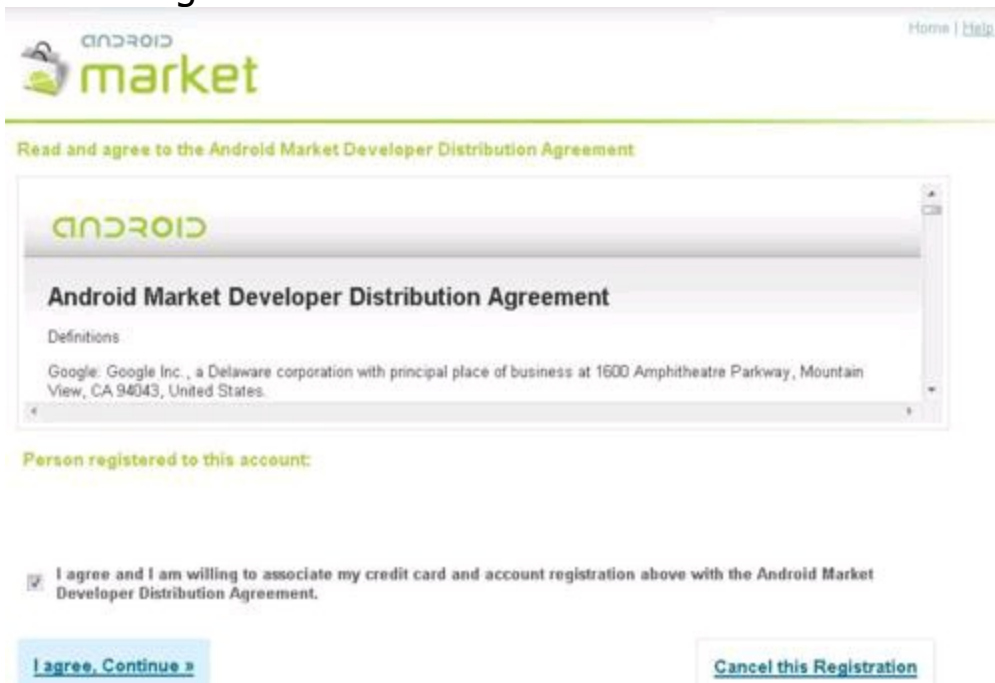 Home | Help
android
market
Read and agree to the Android Market Developer Distribution Agreement
android
Android Market Developer Distribution Agreement
Definitions
Google: Google Inc., a Delaware corporation with principal place of business at 1600 Amphitheatre Parkway, Mountain
View, CA 94043, United States.
Person registered to this account:
I agree and I am willing to associate my credit card and account registration above with the Android Market
Developer Distribution Agreement.
I agree, Continue »
Cancel this Registration